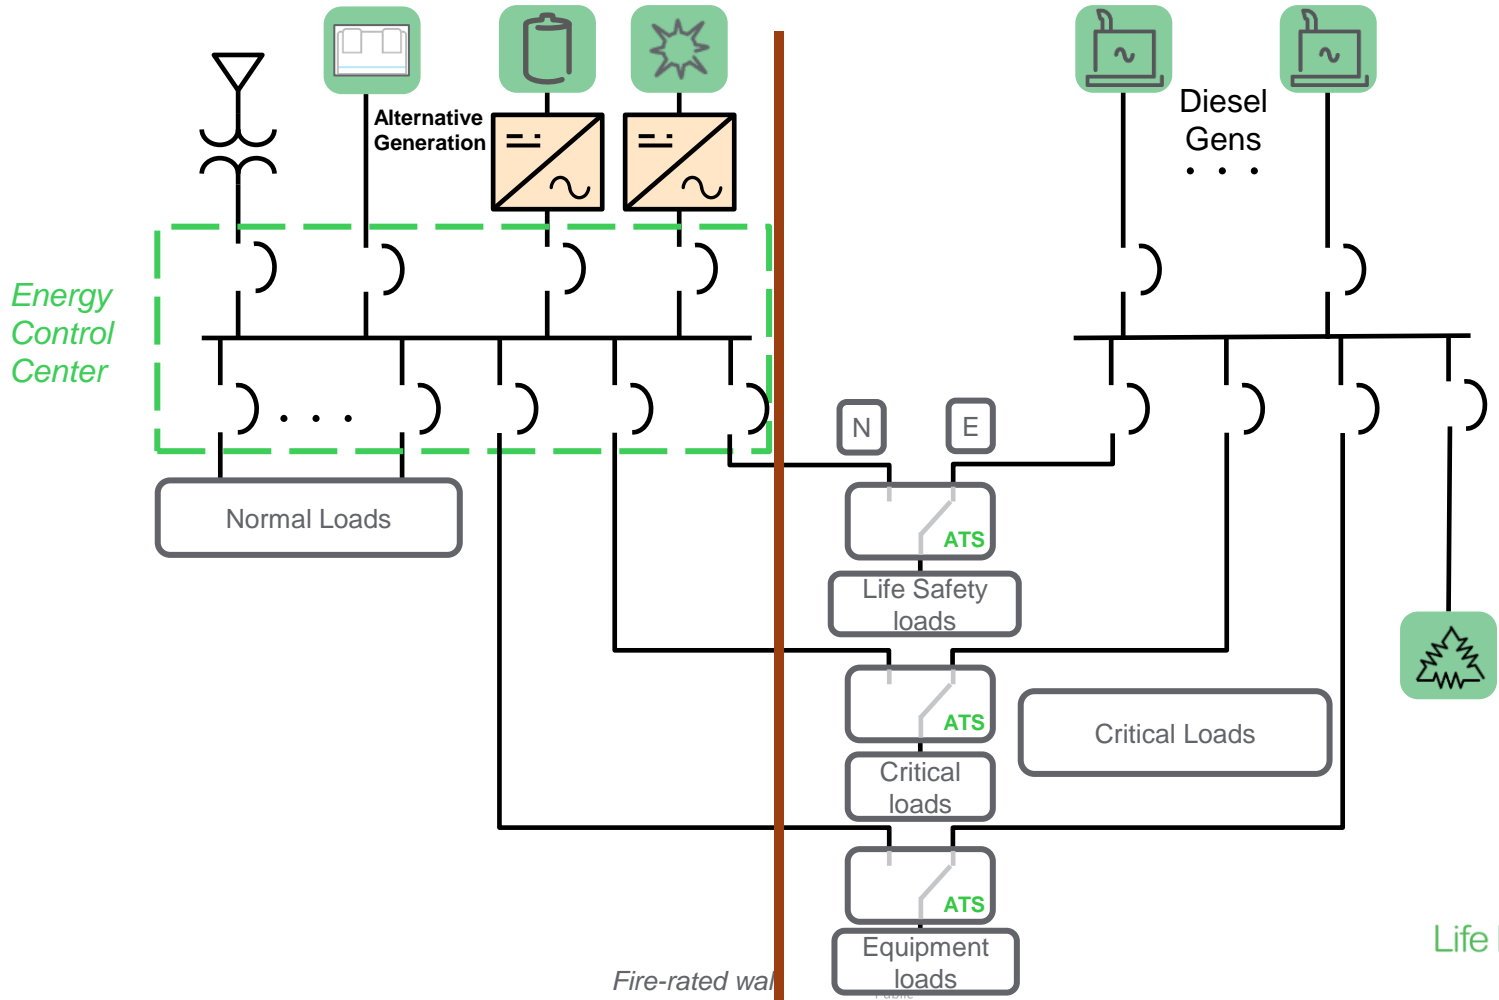 Alternative
Generation
Diesel
Gens
. . .
Energy
Control
Center
. . .
N
E
Normal Loads
ATS
Life Safety
loads
ATS
Critical Loads
Critical
loads
ATS
Equipment
loads
Life
Fire-rated wal
Public